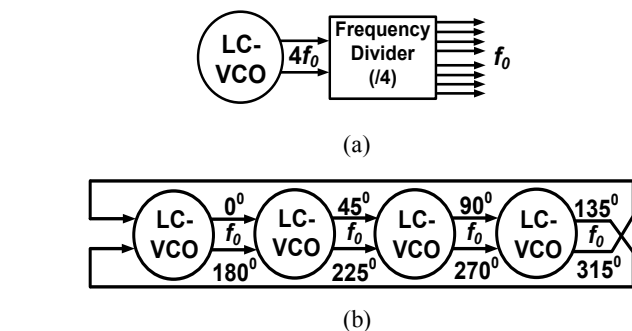 LC-
VCO
4f₀
Frequency
Divider
(/4)
f₀
(a)
LC-
VCO
0⁰
f₀
180⁰
LC-
VCO
45⁰
f₀
225⁰
LC-
VCO
90⁰
f₀
270⁰
LC-
VCO
135⁰
f₀
315⁰
(b)